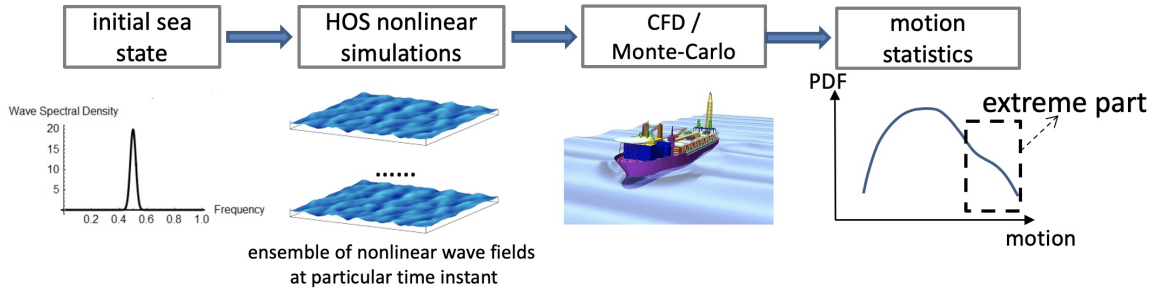 initial sea
state
HOS nonlinear
simulations
CFD /
Monte-Carlo
motion
statistics
Wave Spectral Density
20
15
10
5
0.2 0.4 0.6 0.8 1.0
Frequency
......
ensemble of nonlinear wave fields
at particular time instant
PDF
extreme part
motion